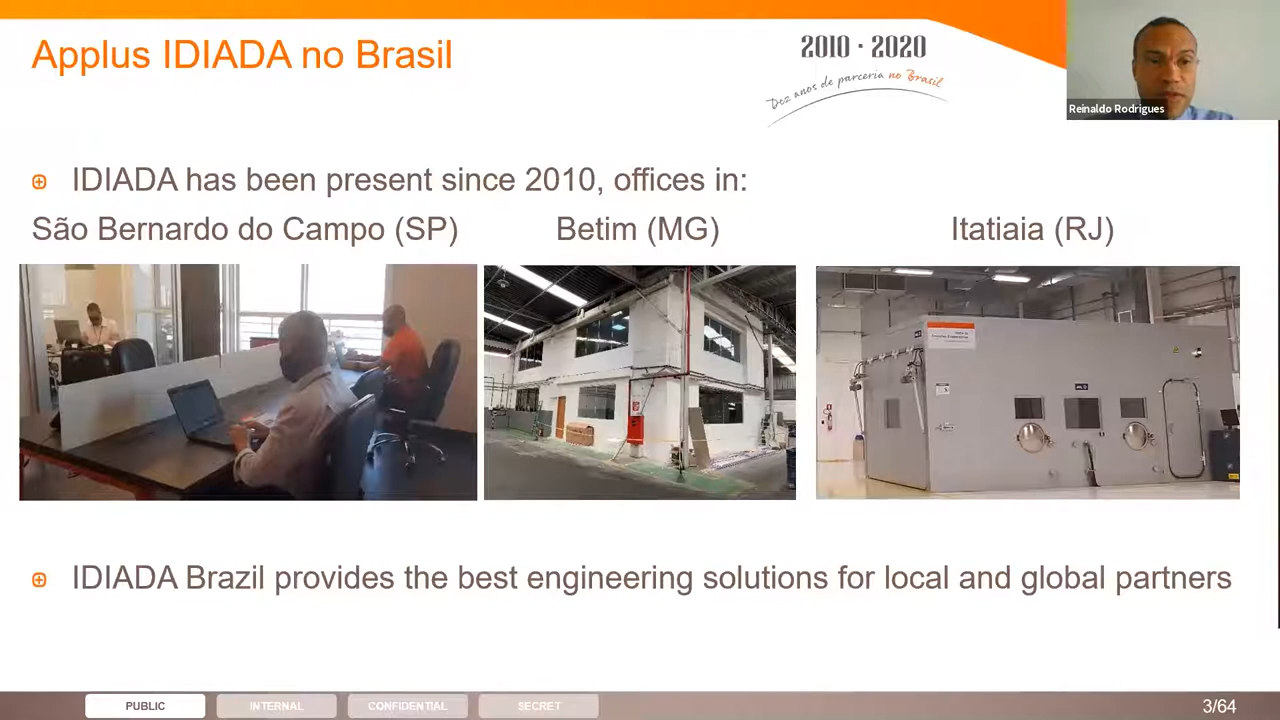 Applus IDIADA no Brasil
2010 · 2020
Dez anos de parceria no Brasil
Reinaldo Rodrigues
IDIADA has been present since 2010, offices in:
São Bernardo do Campo (SP)
Betim (MG)
Itatiaia (RJ)
IDIADA Brazil provides the best engineering solutions for local and global partners
PUBLIC
INTERNAL
CONFIDENTIAL
SECRET
3/64